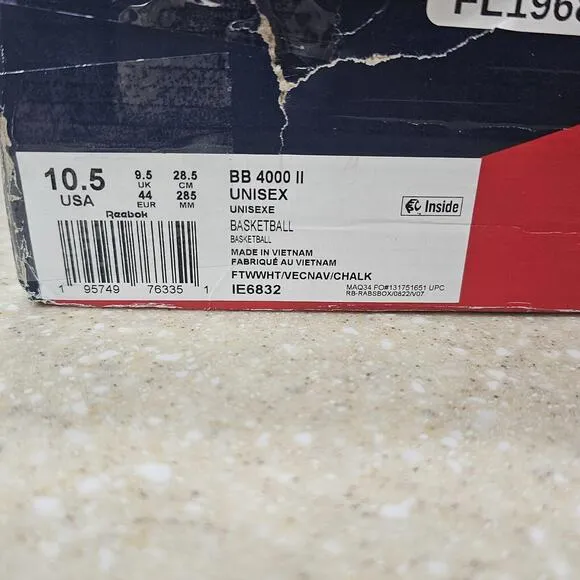 FL1968
10.5
USA
9.5
UK
44
EUR
28.5
CM
285
MM
Reebok
1 95749 76335 1
BB 4000 II
UNISEX
UNISEXE
BASKETBALL
BASKETBALL
MADE IN VIETNAM
FABRIQUÉ AU VIETNAM
FTWWHT/VECNAV/CHALK
IE6832
Inside
MAQ34 FO#131751651 UPC
RB-RABSBOX/0822/V07